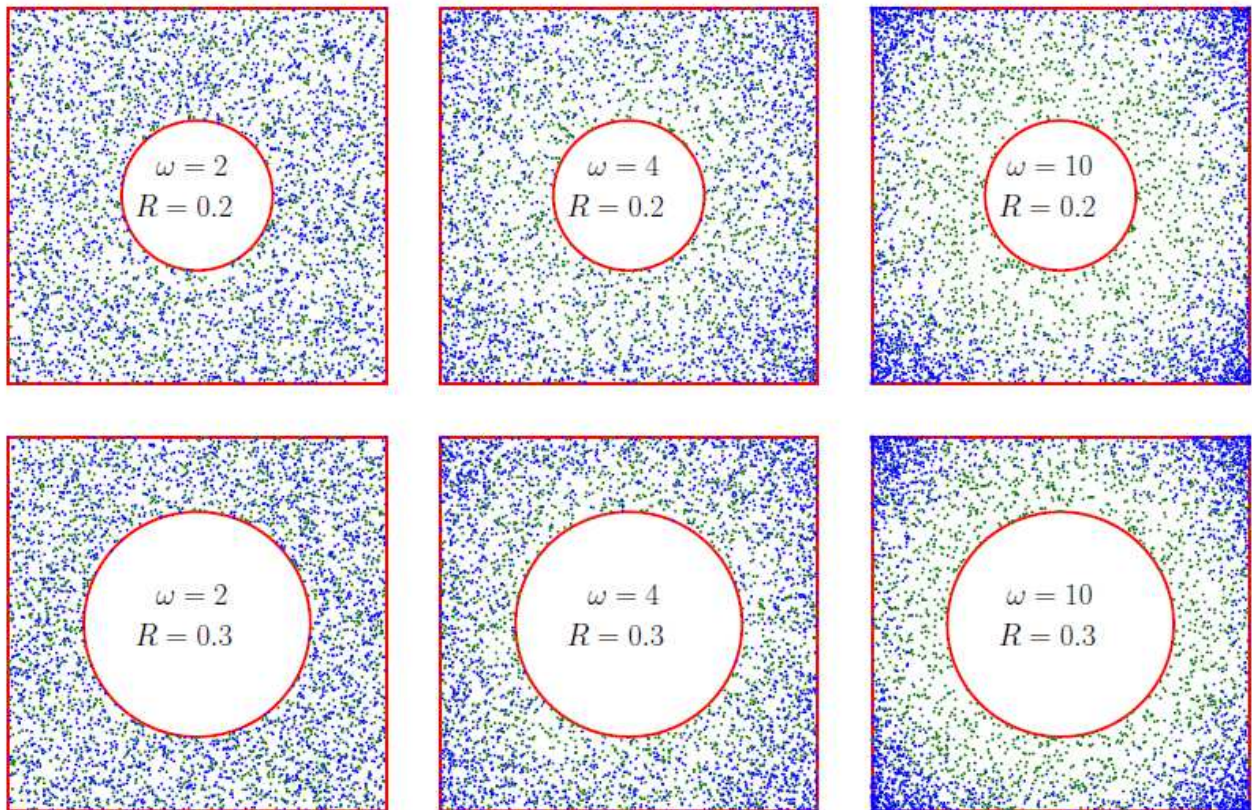 ω = 2
R = 0.2
ω = 4
R = 0.2
ω = 10
R = 0.2
ω = 2
R = 0.3
ω = 4
R = 0.3
ω = 10
R = 0.3